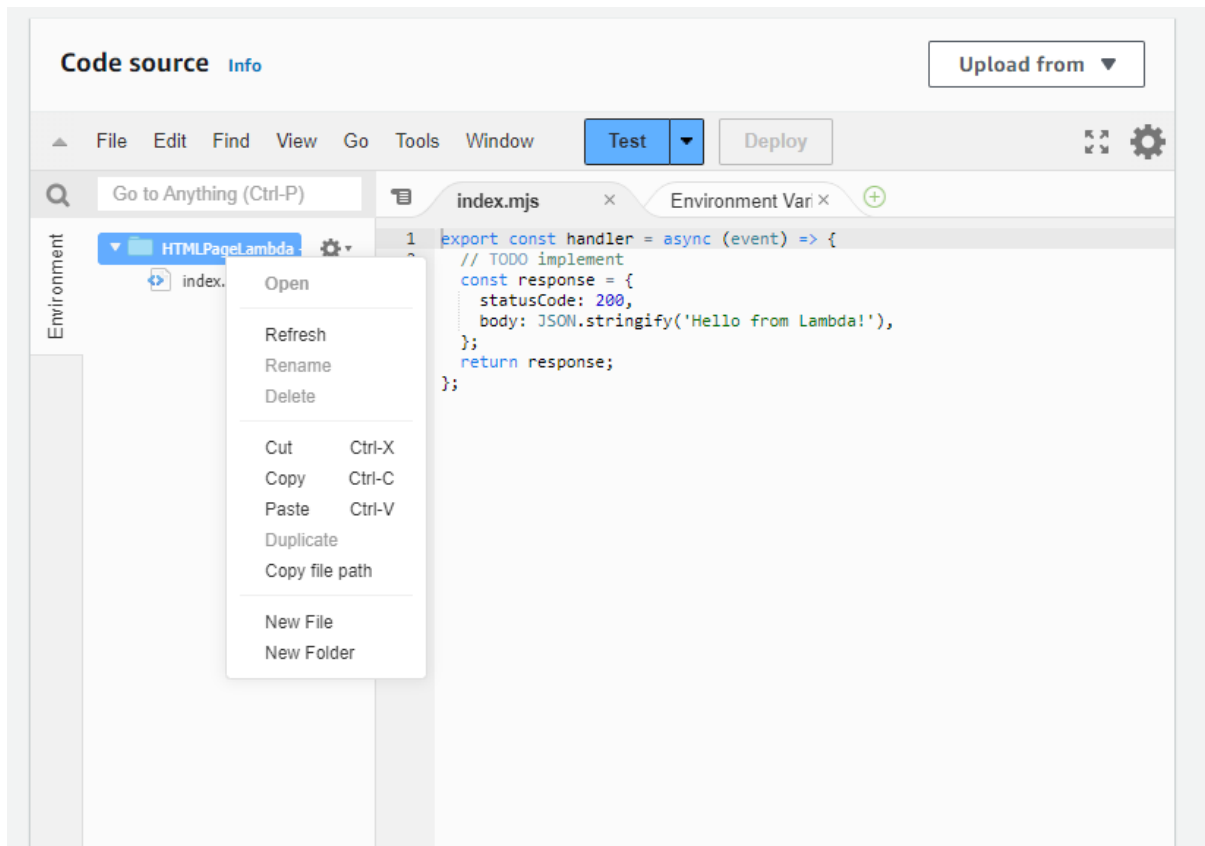 Code source Info
Upload from
File Edit Find View Go Tools Window Test Deploy
Go to Anything (Ctrl-P)
index.mjs
Environment Vari
Environment
HTMLPageLambda -
index.
Open
Refresh
Rename
Delete
Cut Ctrl-X
Copy Ctrl-C
Paste Ctrl-V
Duplicate
Copy file path
New File
New Folder
1 export const handler = async (event) => {
// TODO implement
const response = {
statusCode: 200,
body: JSON.stringify('Hello from Lambda!'),
};
return response;
};